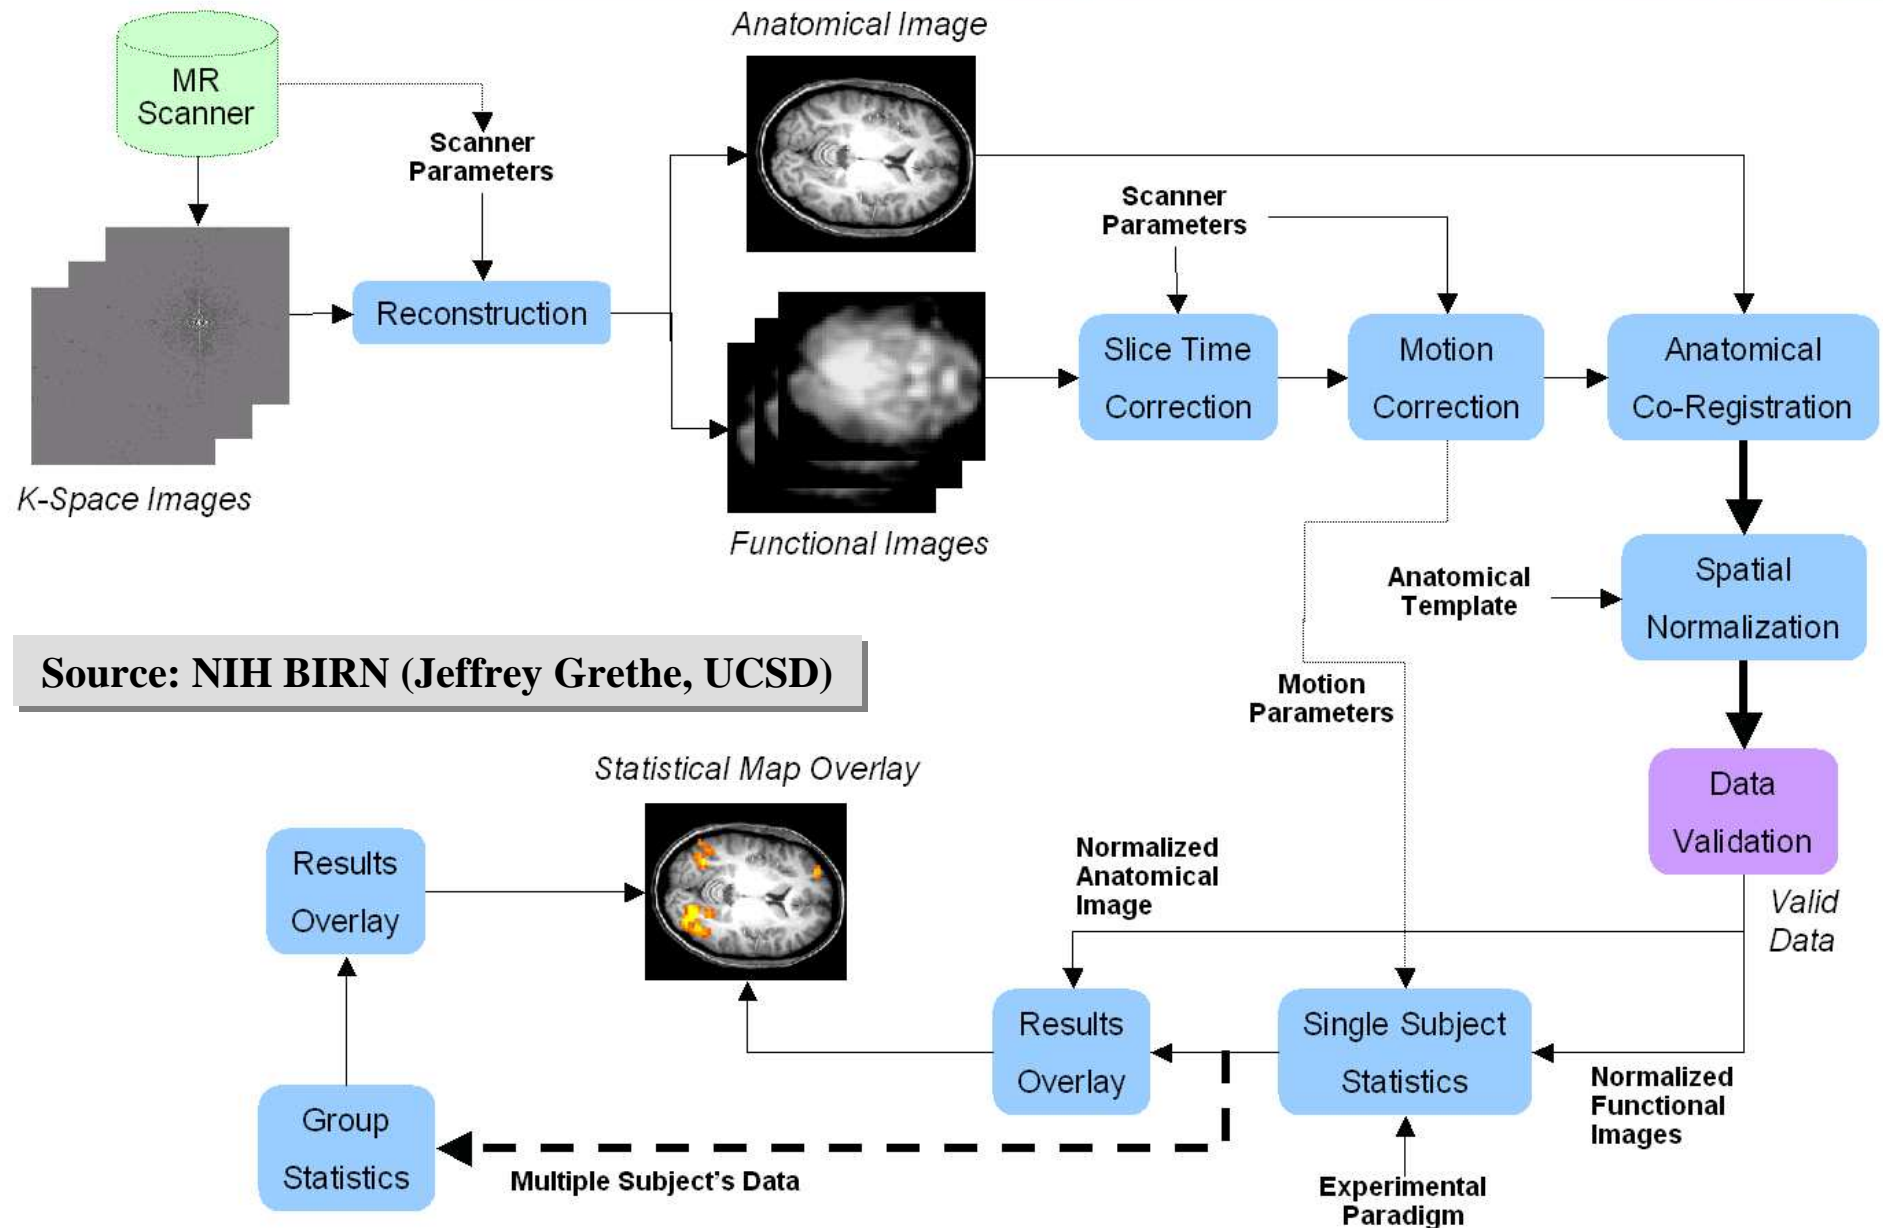 Anatomical Image
MR
Scanner
Scanner
Parameters
Scanner
Parameters
Reconstruction
Slice Time
Correction
Motion
Correction
Anatomical
Co-Registration
K-Space Images
Functional Images
Anatomical
Template
Spatial
Normalization
Source: NIH BIRN (Jeffrey Grethe, UCSD)
Motion
Parameters
Statistical Map Overlay
Data
Validation
Results
Overlay
Normalized
Anatomical
Image
Valid
Data
Results
Overlay
Single Subject
Statistics
Normalized
Functional
Images
Group
Statistics
Multiple Subject's Data
Experimental
Paradigm